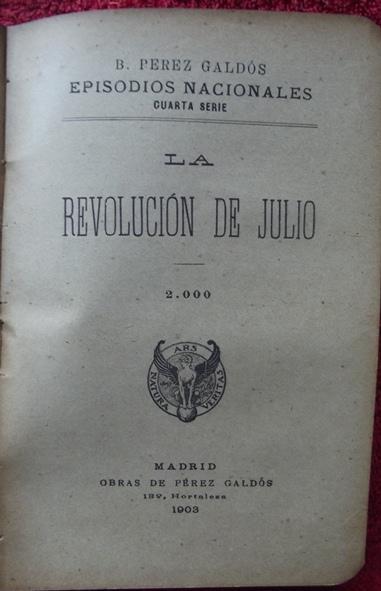 B. PEREZ GALDÓS
EPISODIOS NACIONALES
CUARTA SERIE
LA
REVOLUCIÓN DE JULIO
2.000
ARS
NATURA
VERITAS
MADRID
OBRAS DE PÉREZ GALDÓS
132, Hortaleza
1903